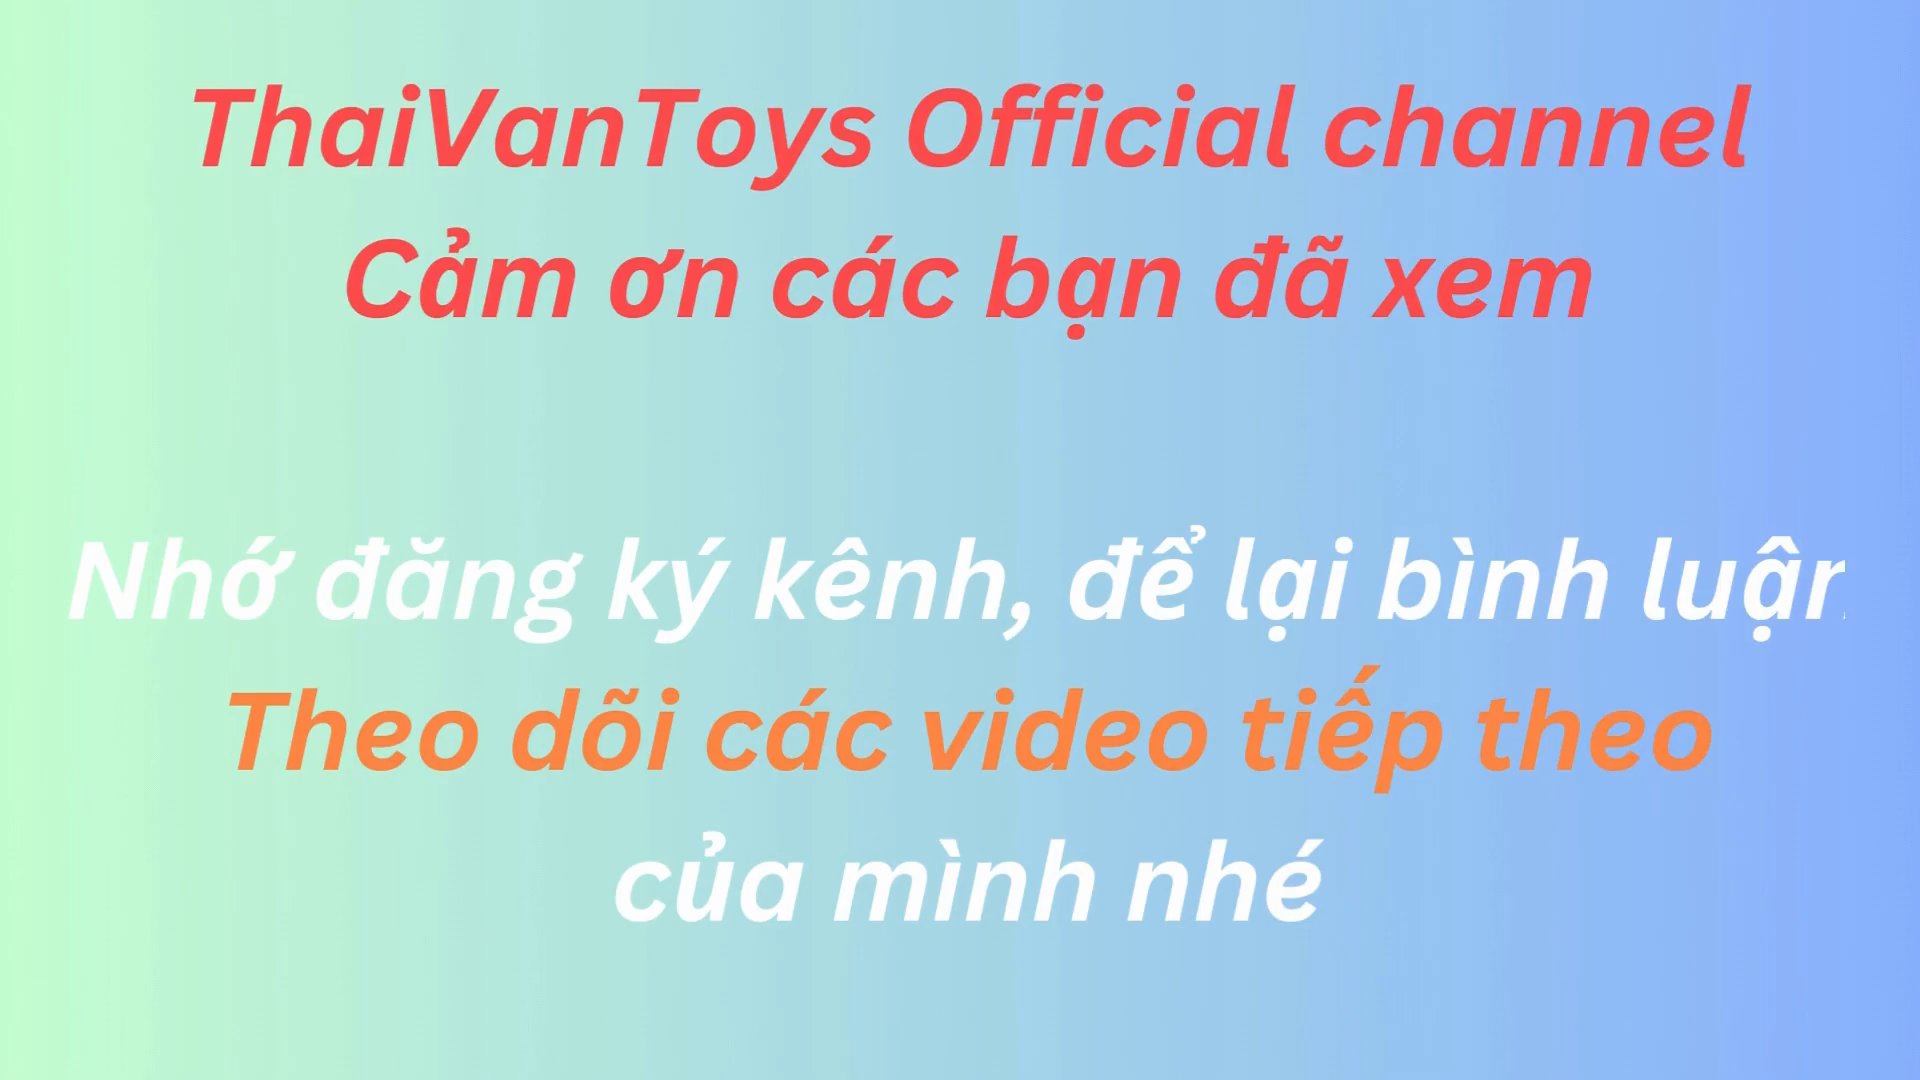 ThaiVanToys Official channel
Cảm ơn các bạn đã xem
Nhớ đăng ký kênh, để lại bình luận
Theo dõi các video tiếp theo
của mình nhé